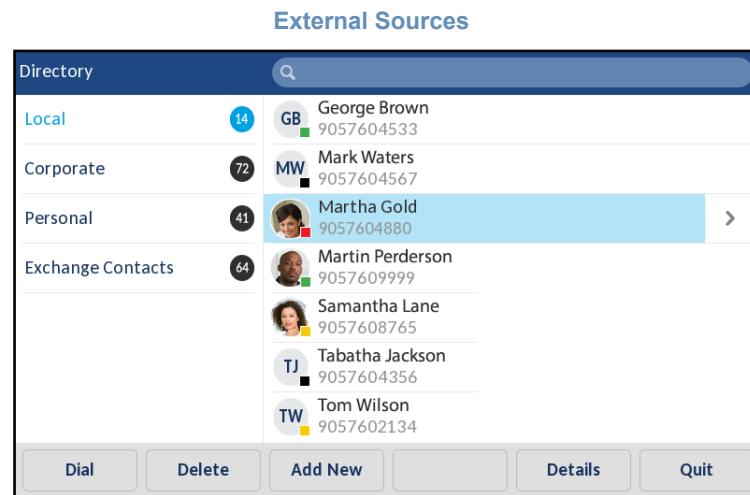 External Sources
Directory
Local 14
Corporate 72
Personal 41
Exchange Contacts 64
GB George Brown
9057604533
MW Mark Waters
9057604567
Martha Gold
9057604880
Martin Perderson
9057609999
Samantha Lane
9057608765
TJ Tabatha Jackson
9057604356
TW Tom Wilson
9057602134
Dial Delete Add New Details Quit